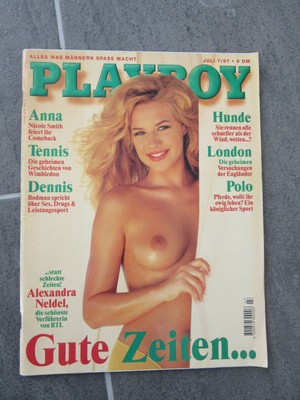 ALLES WAS MÄNNERN SPASS MACHT
JULI 7/97 • 9 DM
PLAYBOY
Anna
Nicole Smith
feiert ihr
Comeback
Tennis
Die geheimen
Geschichten von
Wimbledon
Dennis
Rodman spricht
über Sex, Drugs &
Leistungssport
Hunde
Sie rennen alle
schneller als der
Wind, wetten...?
London
Die geheimen
Versuchungen
der Engländer
Polo
Pferde, wollt ihr
ewig leben? Ein
königlicher Sport
...statt
schlechte
Zeiten!
Alexandra
Neldel,
die schönste
Verführerin
von RTL
Gute Zeiten...